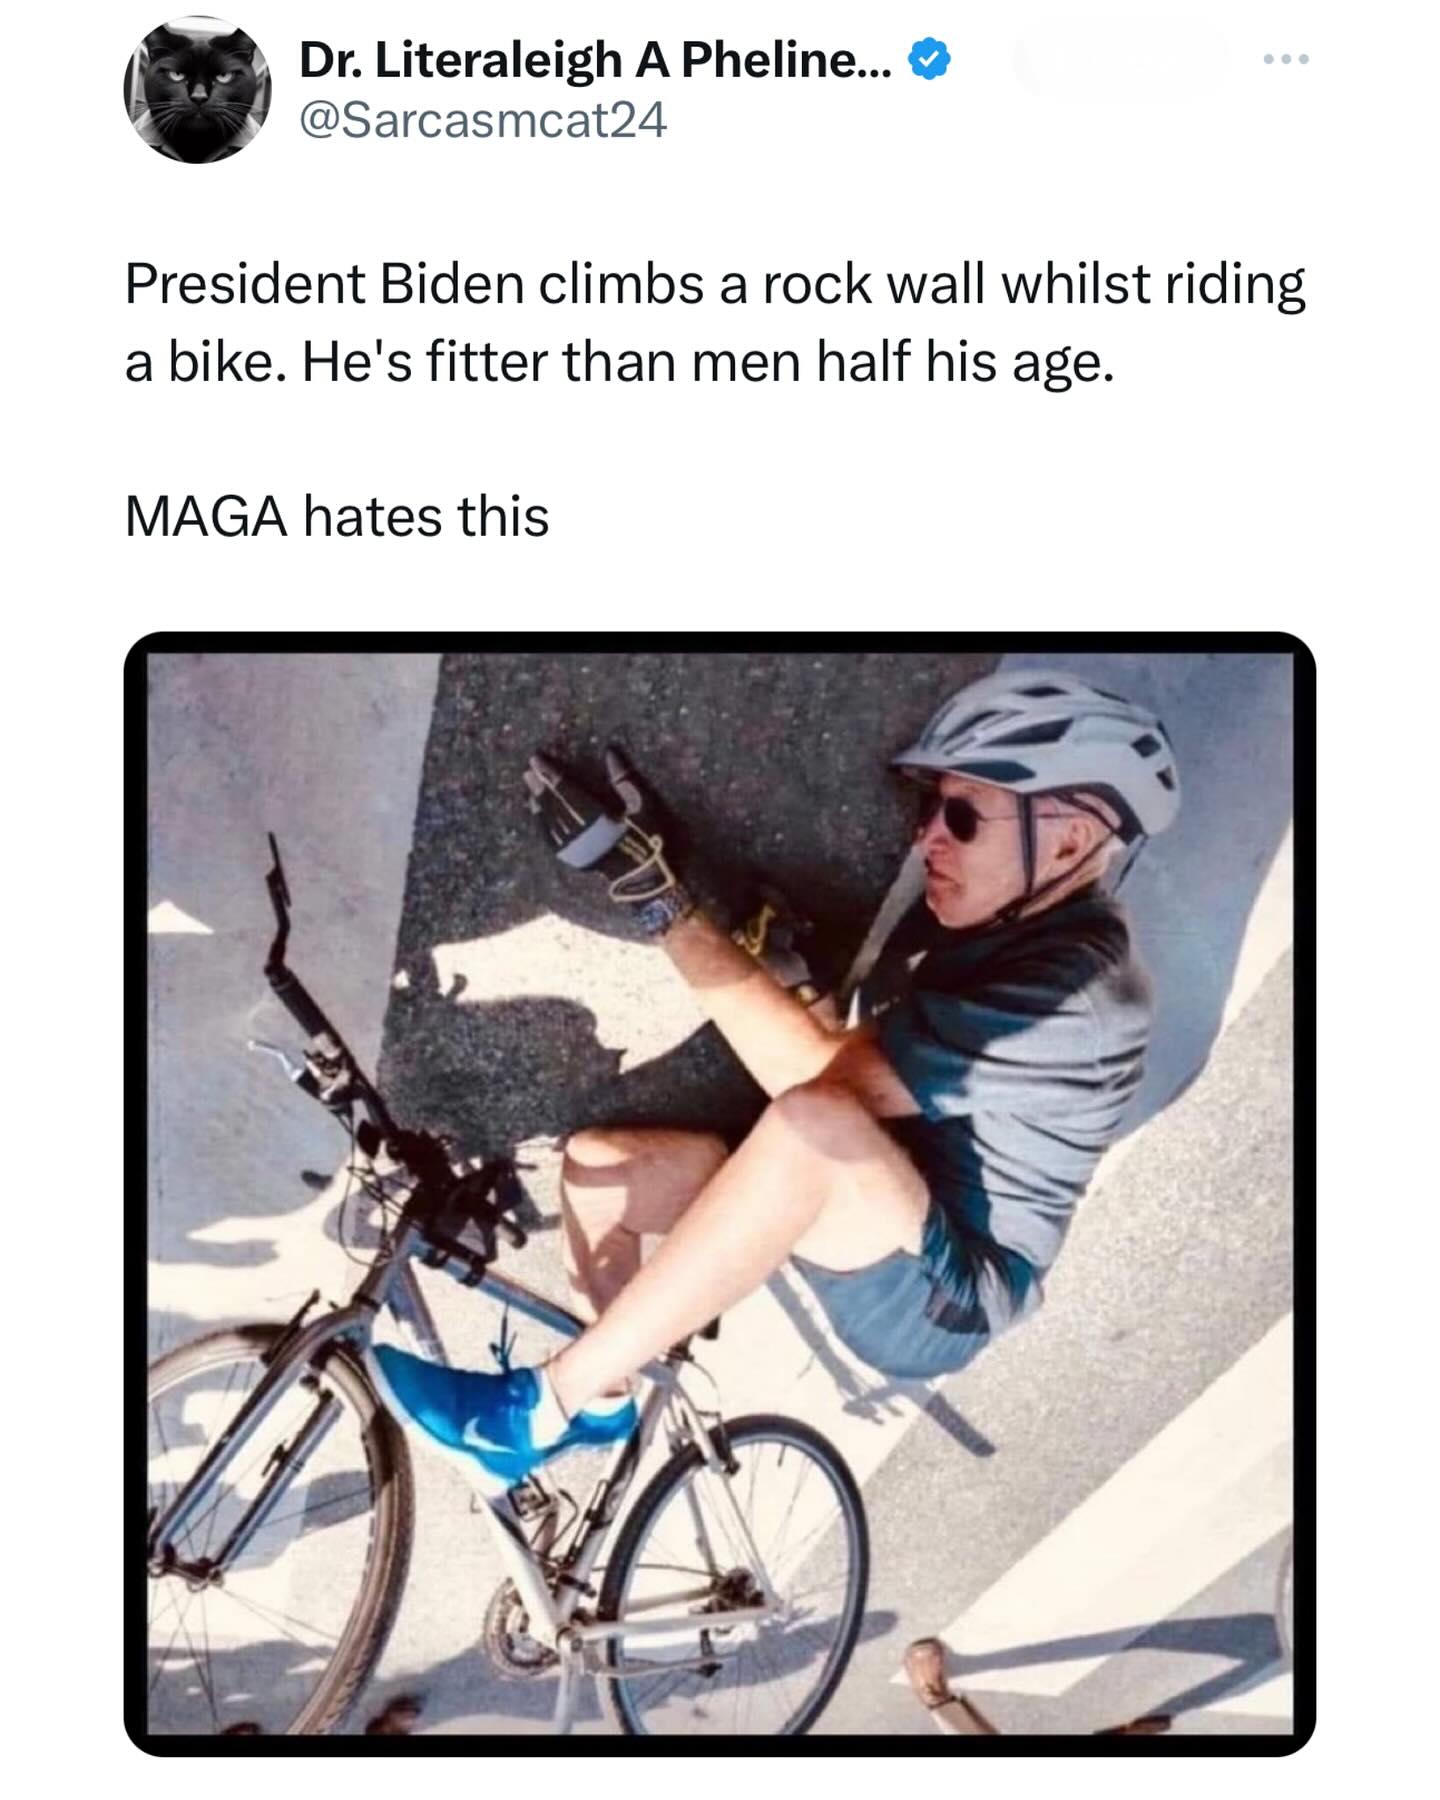 Dr. Literaleigh A Pheline...
@Sarcasmcat24
President Biden climbs a rock wall whilst riding
a bike. He's fitter than men half his age.
MAGA hates this